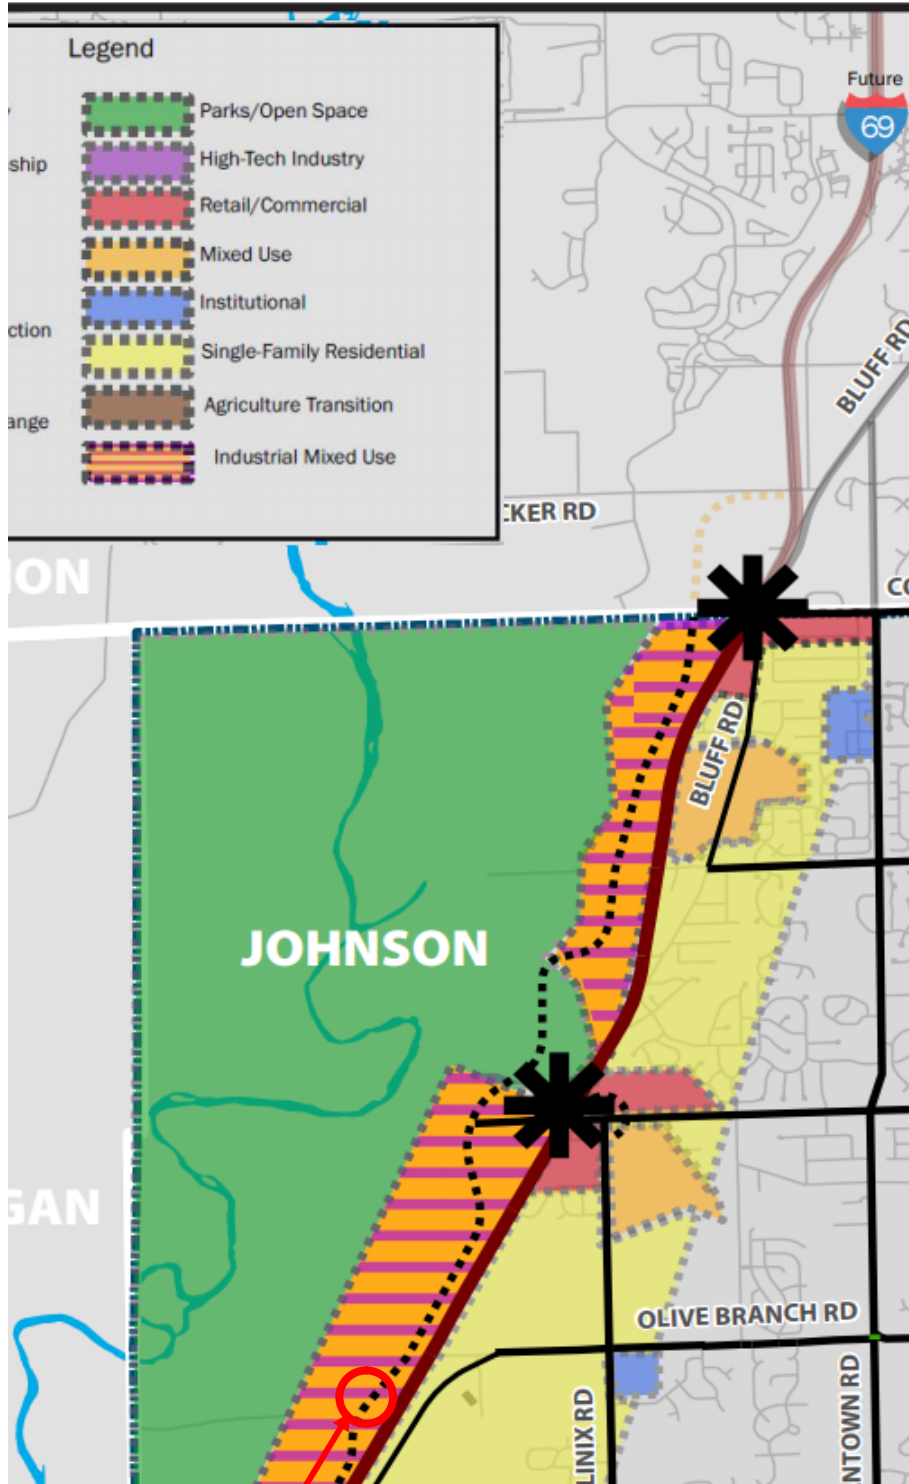 Legend
Parks/Open Space
ship
High-Tech Industry
Retail/Commercial
Mixed Use
Institutional
ction
Single-Family Residential
Agriculture Transition
ange
Industrial Mixed Use
Future
69
BLUFF RD
CKER RD
ION
CO
BLUFF RD
JOHNSON
GAN
OLIVE BRANCH RD
LINIX RD
NTOWN RD